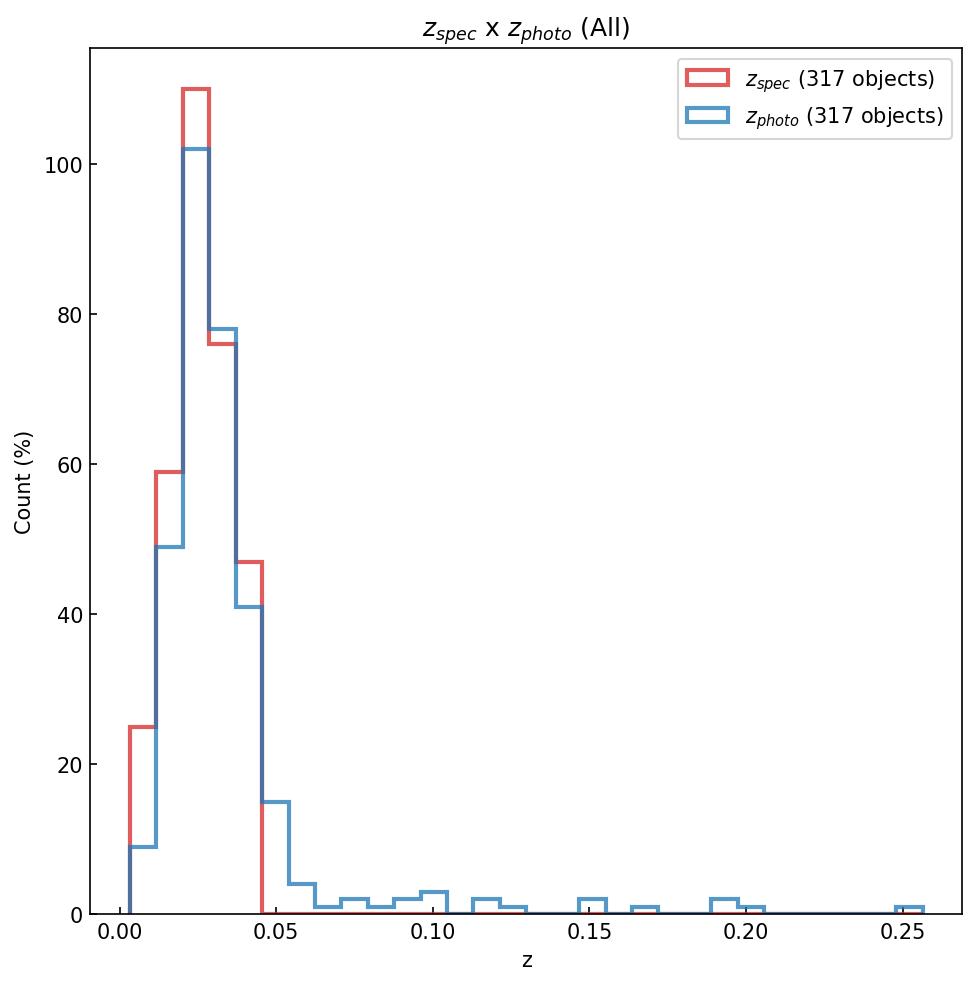 z_spec x z_photo (All)
z_spec (317 objects)
z_photo (317 objects)
Count (%)
100
80
60
40
20
0
0.00 0.05 0.10 0.15 0.20 0.25
z